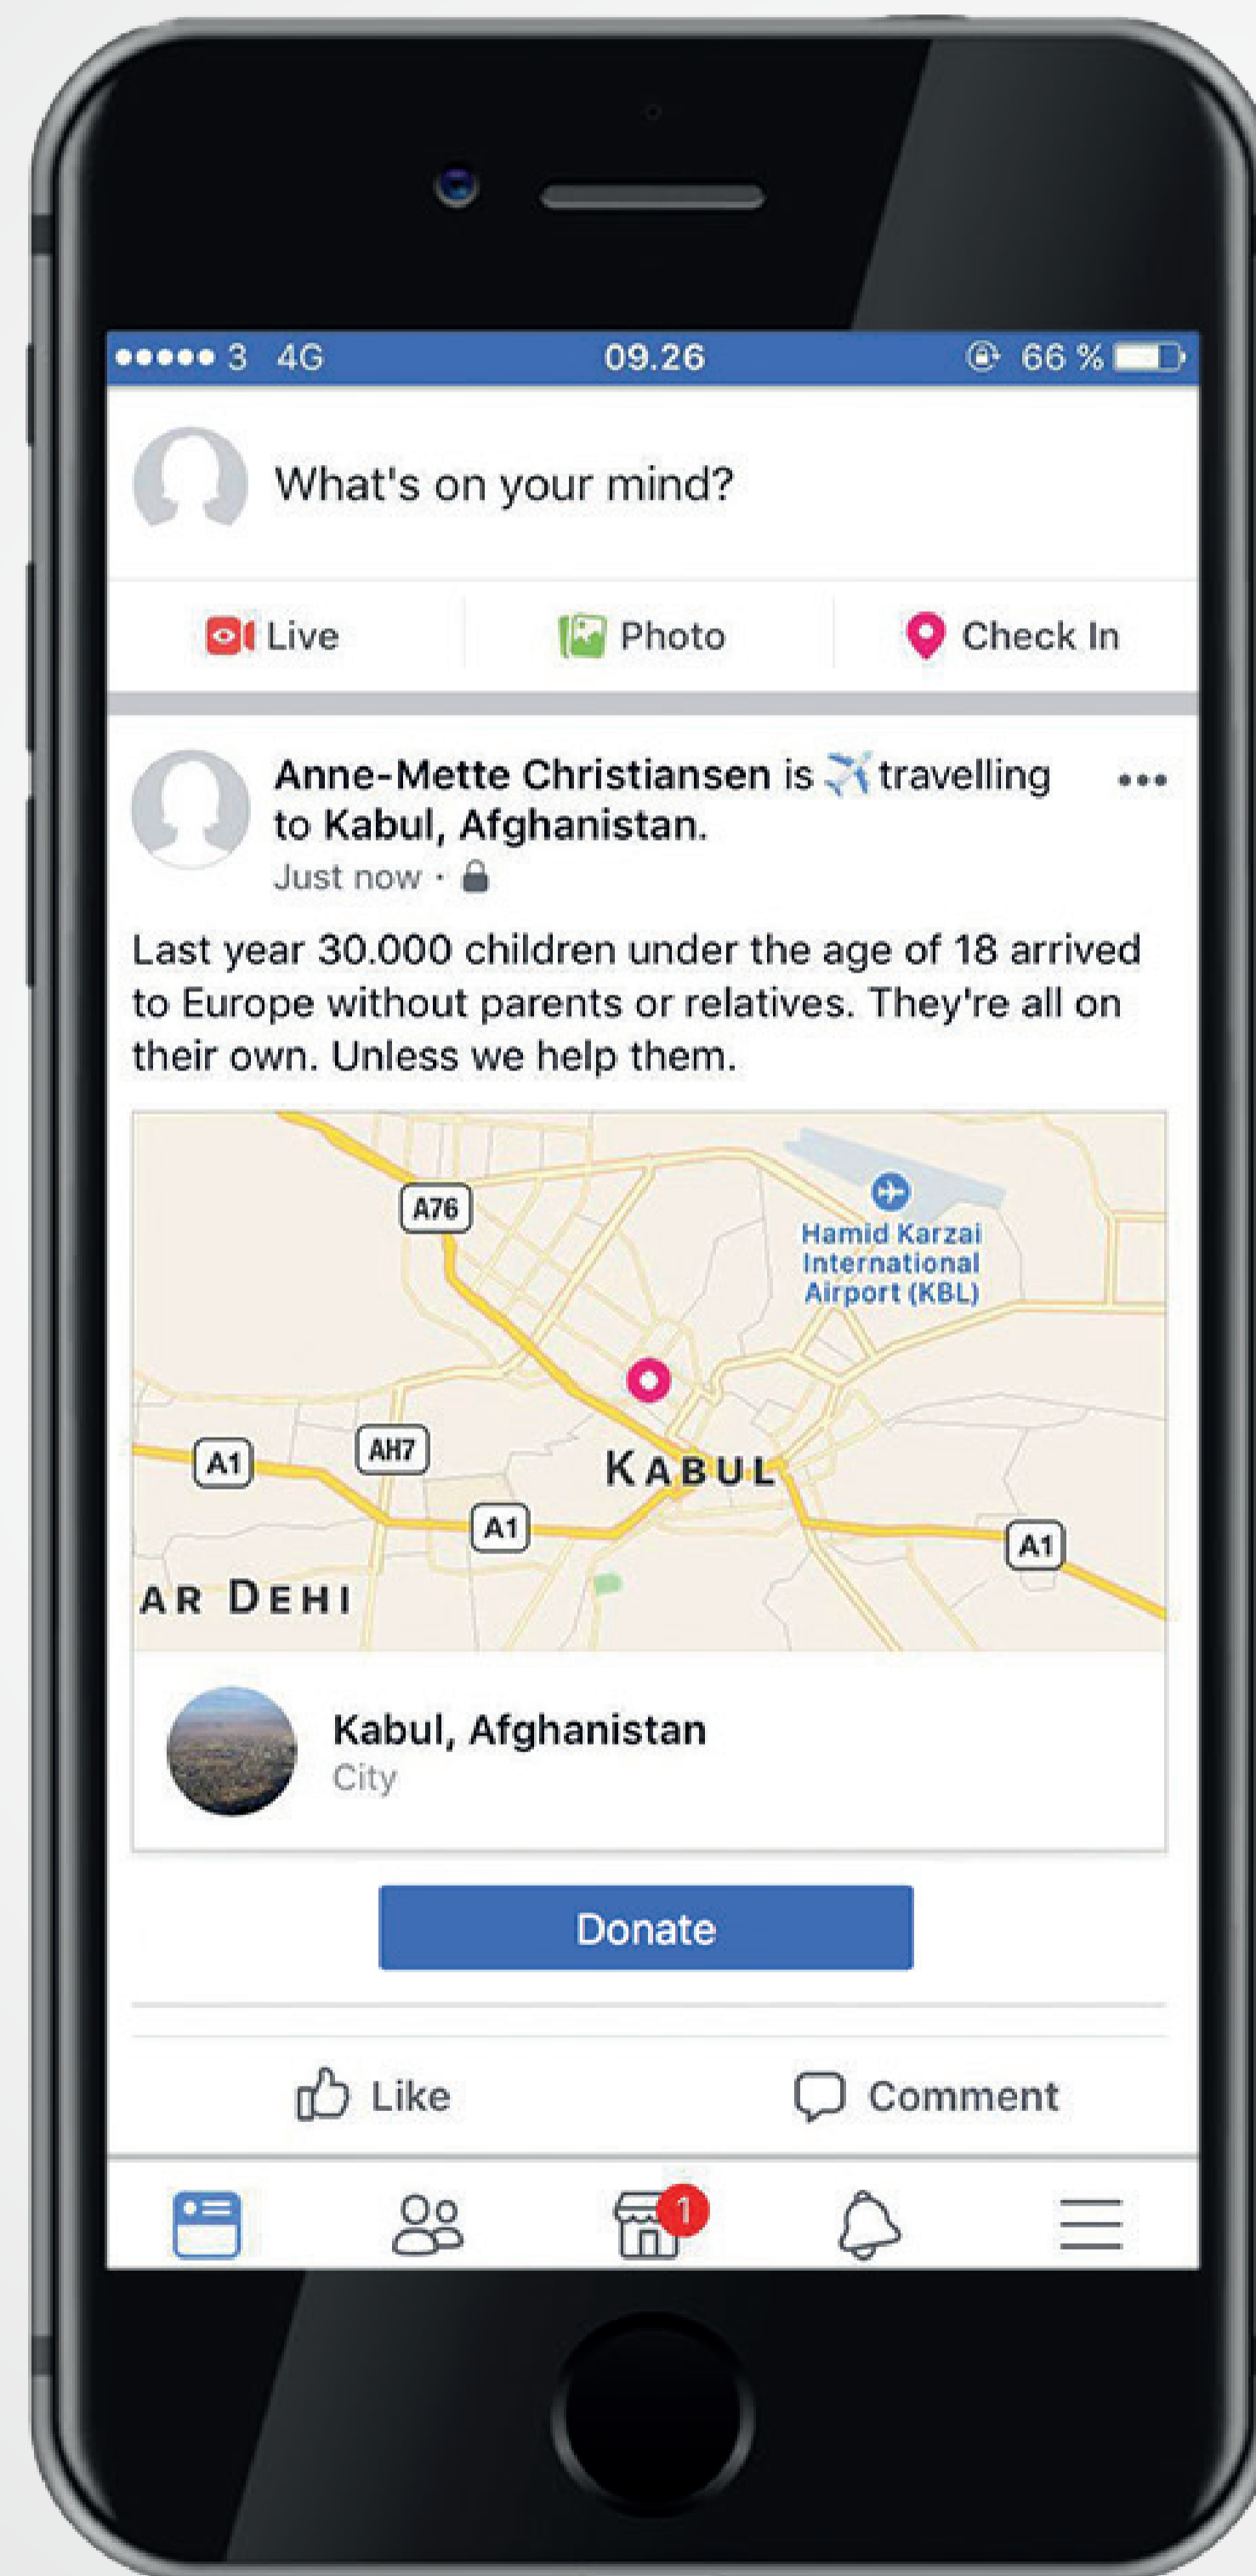 3 4G 09.26 66 %
What's on your mind?
Live Photo Check In
Anne-Mette Christiansen is travelling
to Kabul, Afghanistan.
Just now ·
Last year 30.000 children under the age of 18 arrived
to Europe without parents or relatives. They're all on
their own. Unless we help them.
A76
Hamid Karzai
International
Airport (KBL)
A1
AH7
KABUL
A1
A1
AR DEHI
Kabul, Afghanistan
City
Donate
Like Comment
1